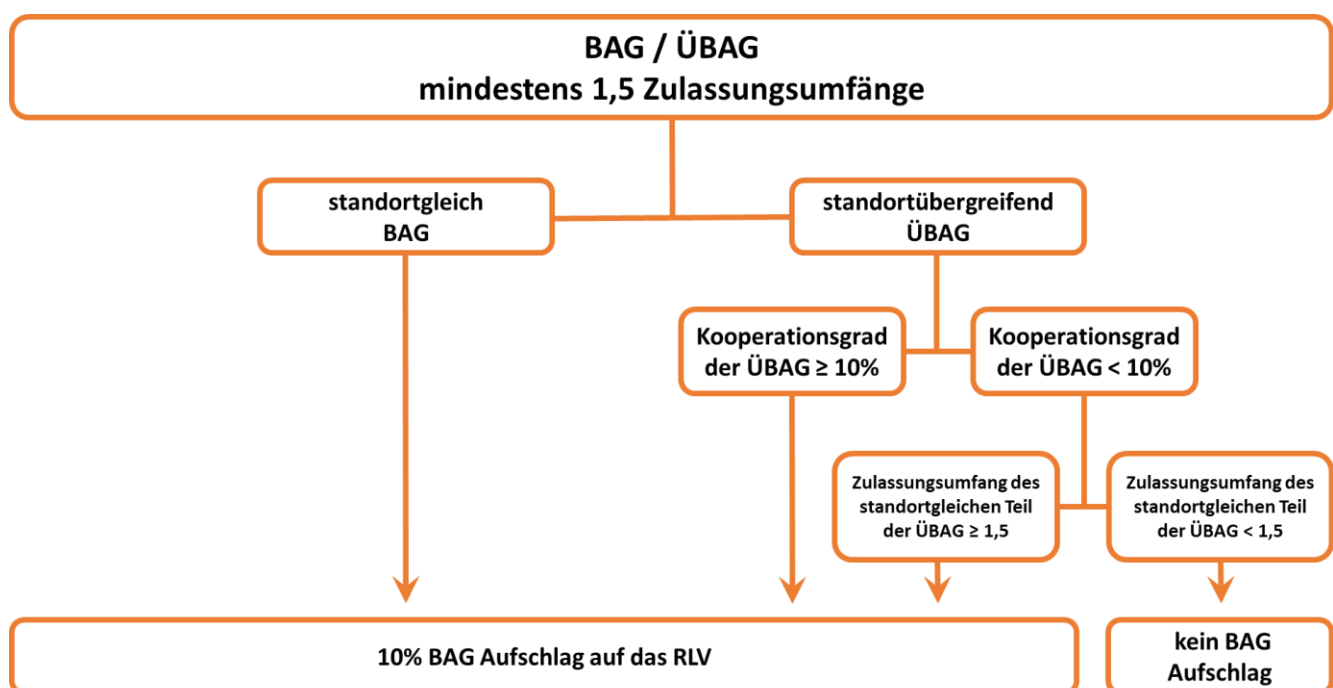 BAG / ÜBAG
mindestens 1,5 Zulassungsumfänge
standortgleich
BAG
standortübergreifend
ÜBAG
Kooperationsgrad
der ÜBAG ≥ 10%
Kooperationsgrad
der ÜBAG < 10%
Zulassungsumfang des
standortgleichen Teil
der ÜBAG ≥ 1,5
Zulassungsumfang des
standortgleichen Teil
der ÜBAG < 1,5
10% BAG Aufschlag auf das RLV
kein BAG
Aufschlag